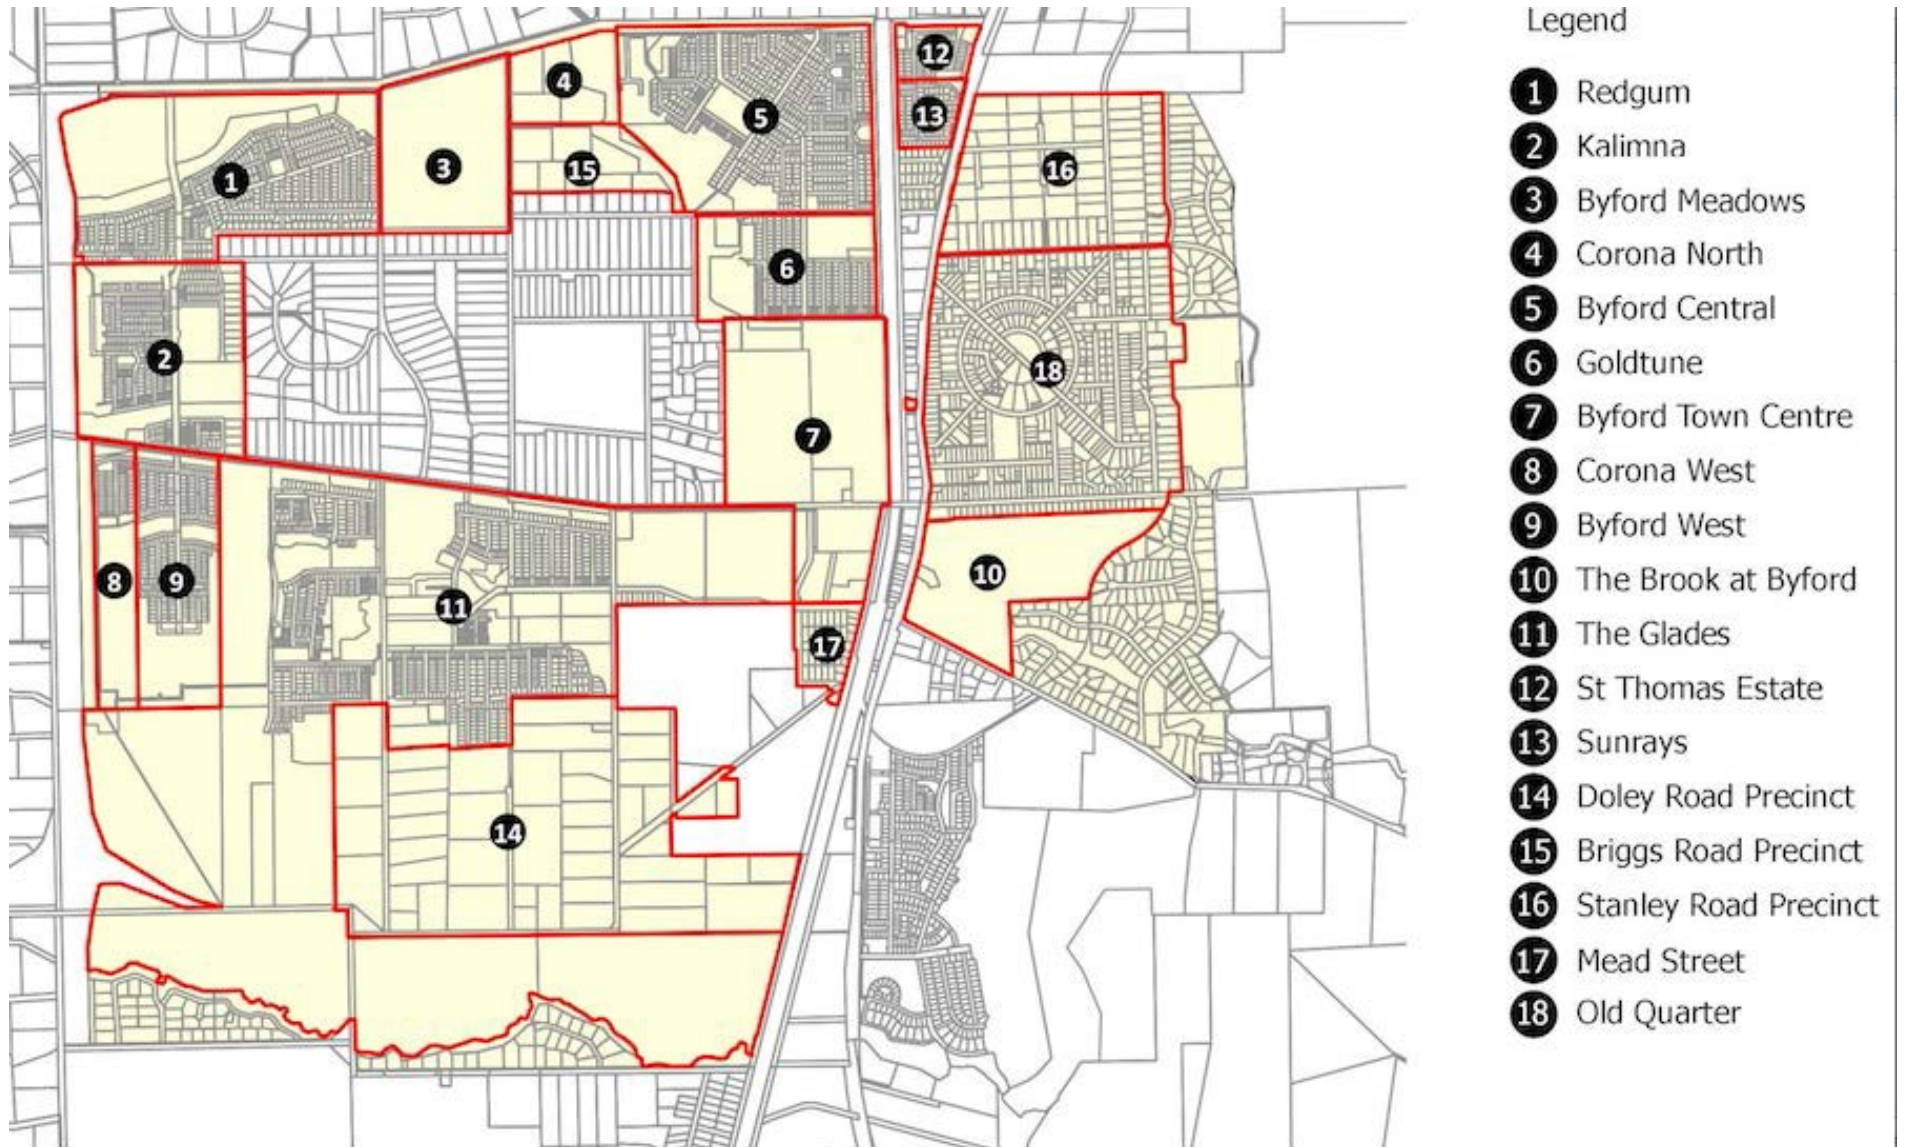 Legend
1 Redgum
2 Kalimna
3 Byford Meadows
4 Corona North
5 Byford Central
6 Goldtune
7 Byford Town Centre
8 Corona West
9 Byford West
10 The Brook at Byford
11 The Glades
12 St Thomas Estate
13 Sunrays
14 Doley Road Precinct
15 Briggs Road Precinct
16 Stanley Road Precinct
17 Mead Street
18 Old Quarter
12
4
13
5
3
15
16
1
6
2
18
7
10
8
9
11
17
14